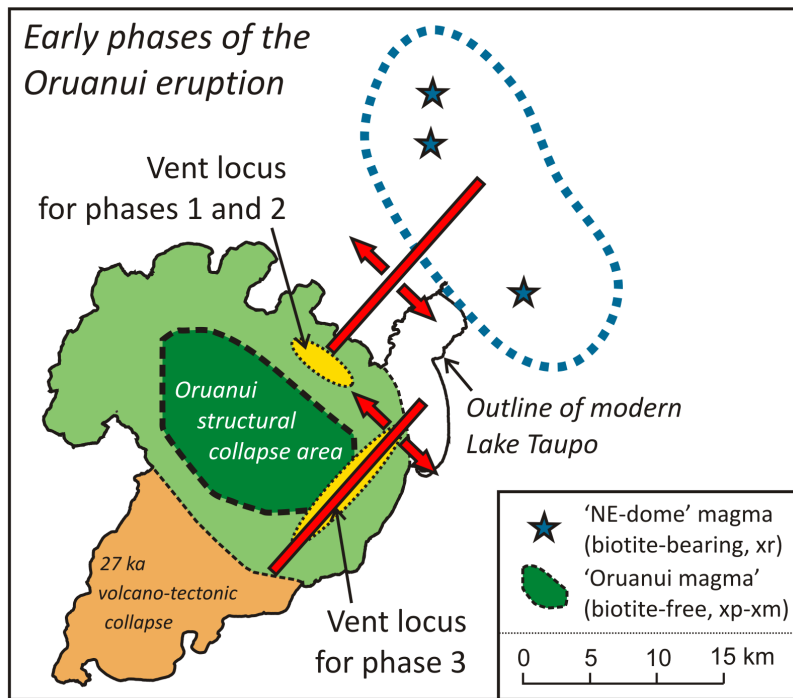 Early phases of the
Oruanui eruption
Vent locus
for phases 1 and 2
Oruanui
structural
collapse area
Outline of modern
Lake Taupo
27 ka
volcano-tectonic
collapse
Vent locus
for phase 3
‘NE-dome’ magma
(biotite-bearing, xr)
‘Oruanui magma’
(biotite-free, xp-xm)
0 5 10 15 km